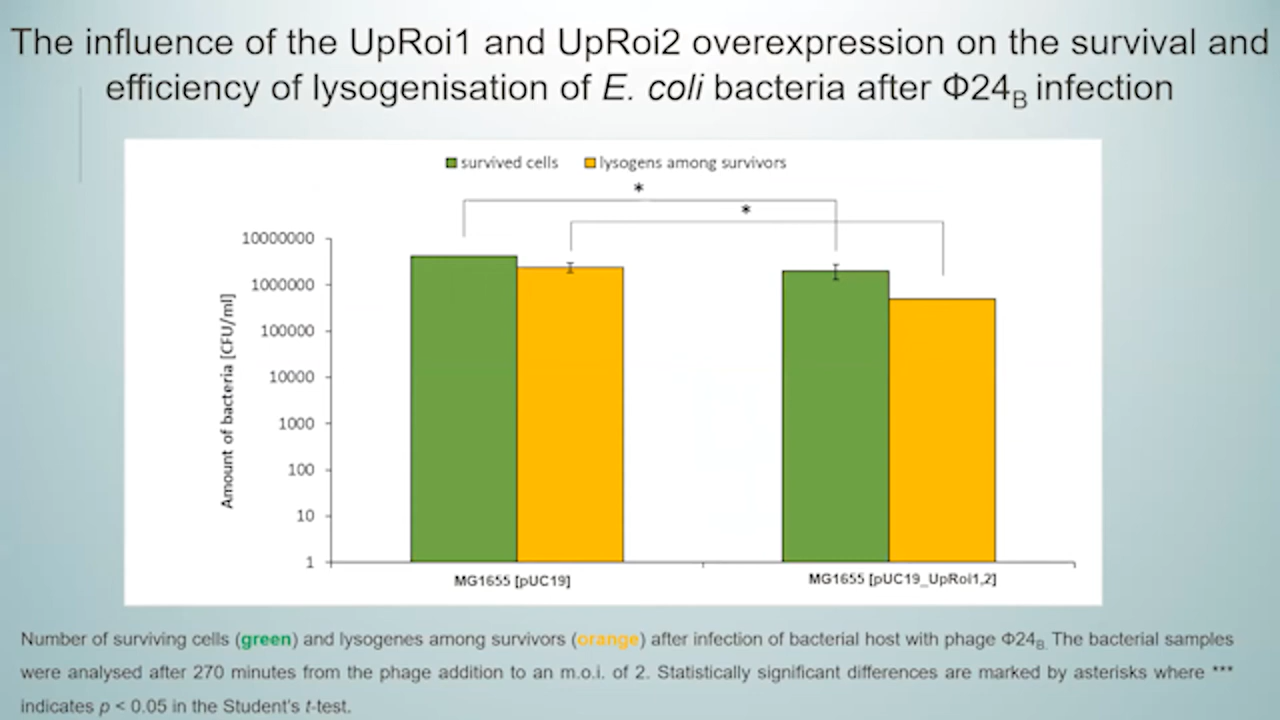 The influence of the UpRoi1 and UpRoi2 overexpression on the survival and
efficiency of lysogenisation of E. coli bacteria after Φ24B infection
survived cells lysogens among survivors
*
*
10000000
1000000
100000
10000
1000
100
10
1
Amount of bacteria [CFU/ml]
MG1655 [pUC19] MG1655 [pUC19_UpRoi1,2]
Number of surviving cells (green) and lysogenes among survivors (orange) after infection of bacterial host with phage Φ24B. The bacterial samples
were analysed after 270 minutes from the phage addition to an m.o.i. of 2. Statistically significant differences are marked by asterisks where ***
indicates p < 0.05 in the Student's t-test.